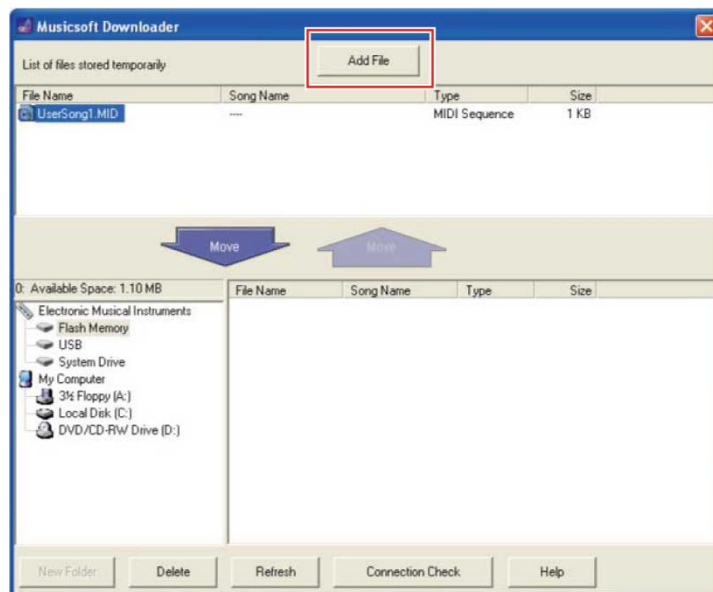 Musicsoft Downloader
List of files stored temporarily
Add File
File Name Song Name Type Size
UserSong1.MID ---- MIDI Sequence 1 KB
Move Move
0: Available Space: 1.10 MB
File Name Song Name Type Size
Electronic Musical Instruments
Flash Memory
USB
System Drive
My Computer
3½ Floppy (A:)
Local Disk (C:)
DVD/CD-RW Drive (D:)
New Folder Delete Refresh Connection Check Help